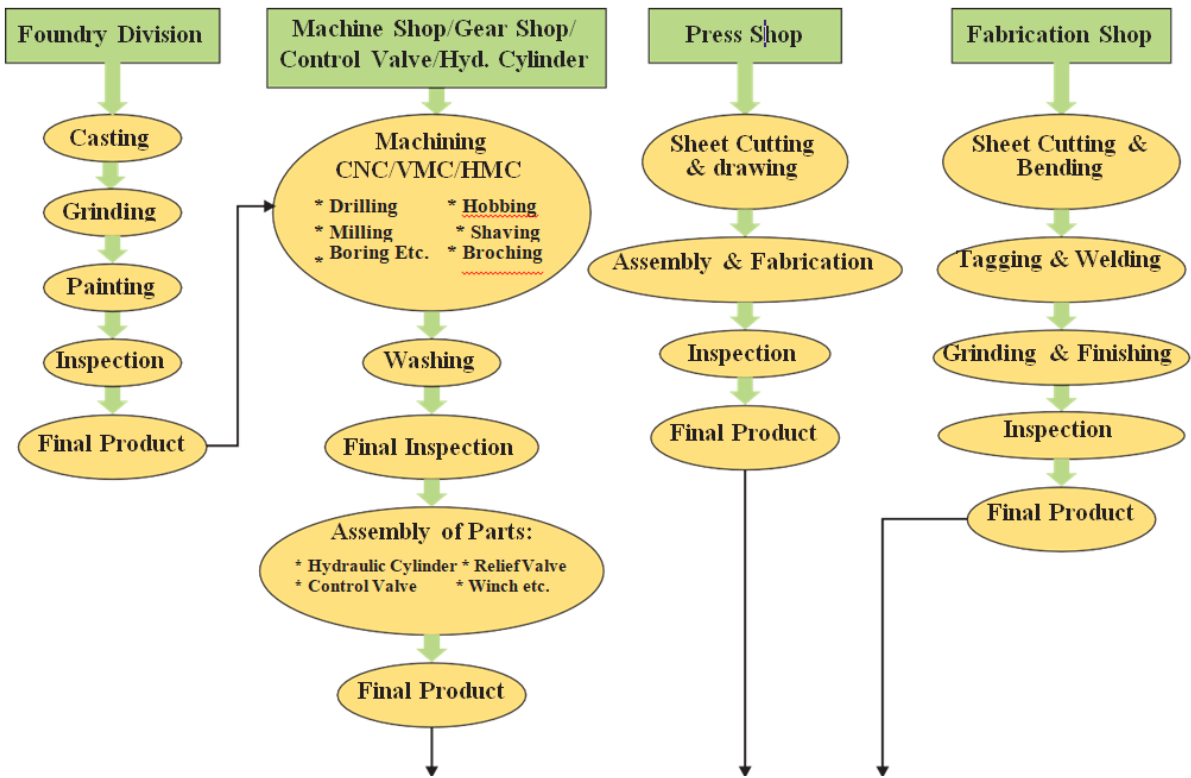 Foundry Division
Casting
Grinding
Painting
Inspection
Final Product
Machine Shop/Gear Shop/
Control Valve/Hyd. Cylinder
Machining
CNC/VMC/HMC
* Drilling * Hobbing
* Milling * Shaving
* Boring Etc. * Broching
Washing
Final Inspection
Assembly of Parts:
* Hydraulic Cylinder * Relief Valve
* Control Valve * Winch etc.
Final Product
Press Shop
Sheet Cutting
& drawing
Assembly & Fabrication
Inspection
Final Product
Fabrication Shop
Sheet Cutting &
Bending
Tagging & Welding
Grinding & Finishing
Inspection
Final Product